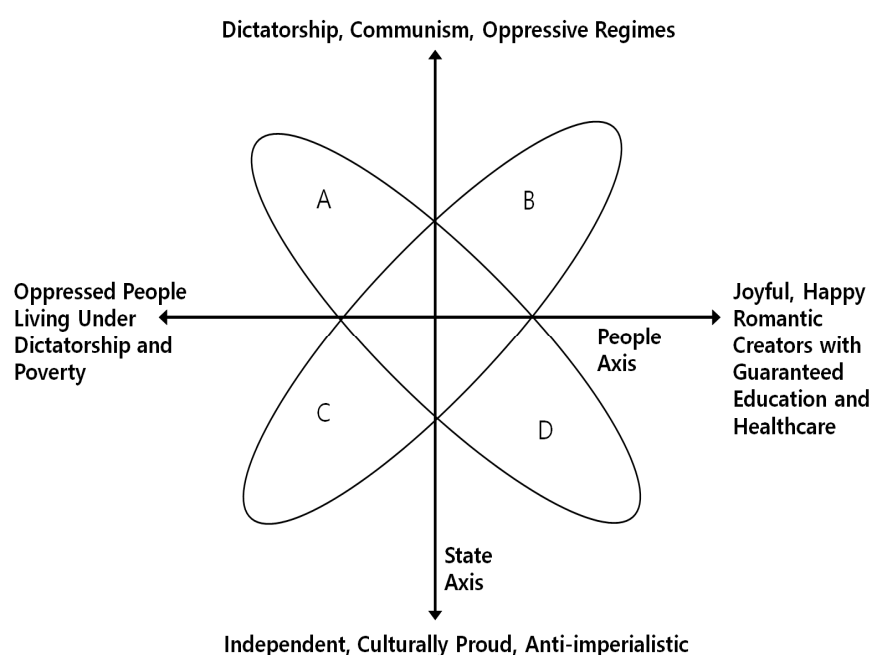 Dictatorship, Communism, Oppressive Regimes
A
B
Oppressed People
Living Under
Dictatorship and
Poverty
Joyful, Happy
Romantic
Creators with
Guaranteed
Education and
Healthcare
People
Axis
C
D
State
Axis
Independent, Culturally Proud, Anti-imperialistic